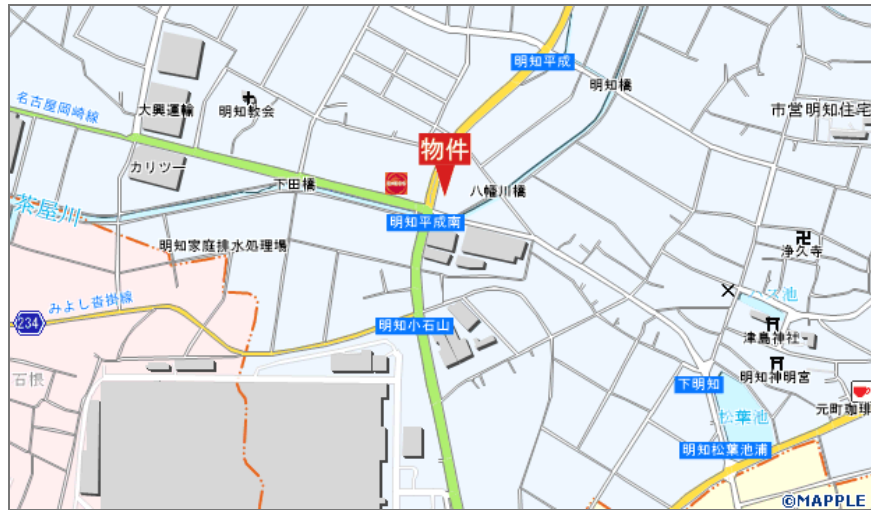 明知平成
明知橋
名古屋岡崎線
大興運輸
明知教会
市営明知住宅
物件
カリツー
下田橋
八幡川橋
茶屋川
明知平成南
明知家庭排水処理場
浄久寺
みよし沓掛線
ハス池
234
明知小石山
津島神社
石根
下明知
明知神明宮
元町珈琲
松葉池
明知松葉池浦
©MAPPLE